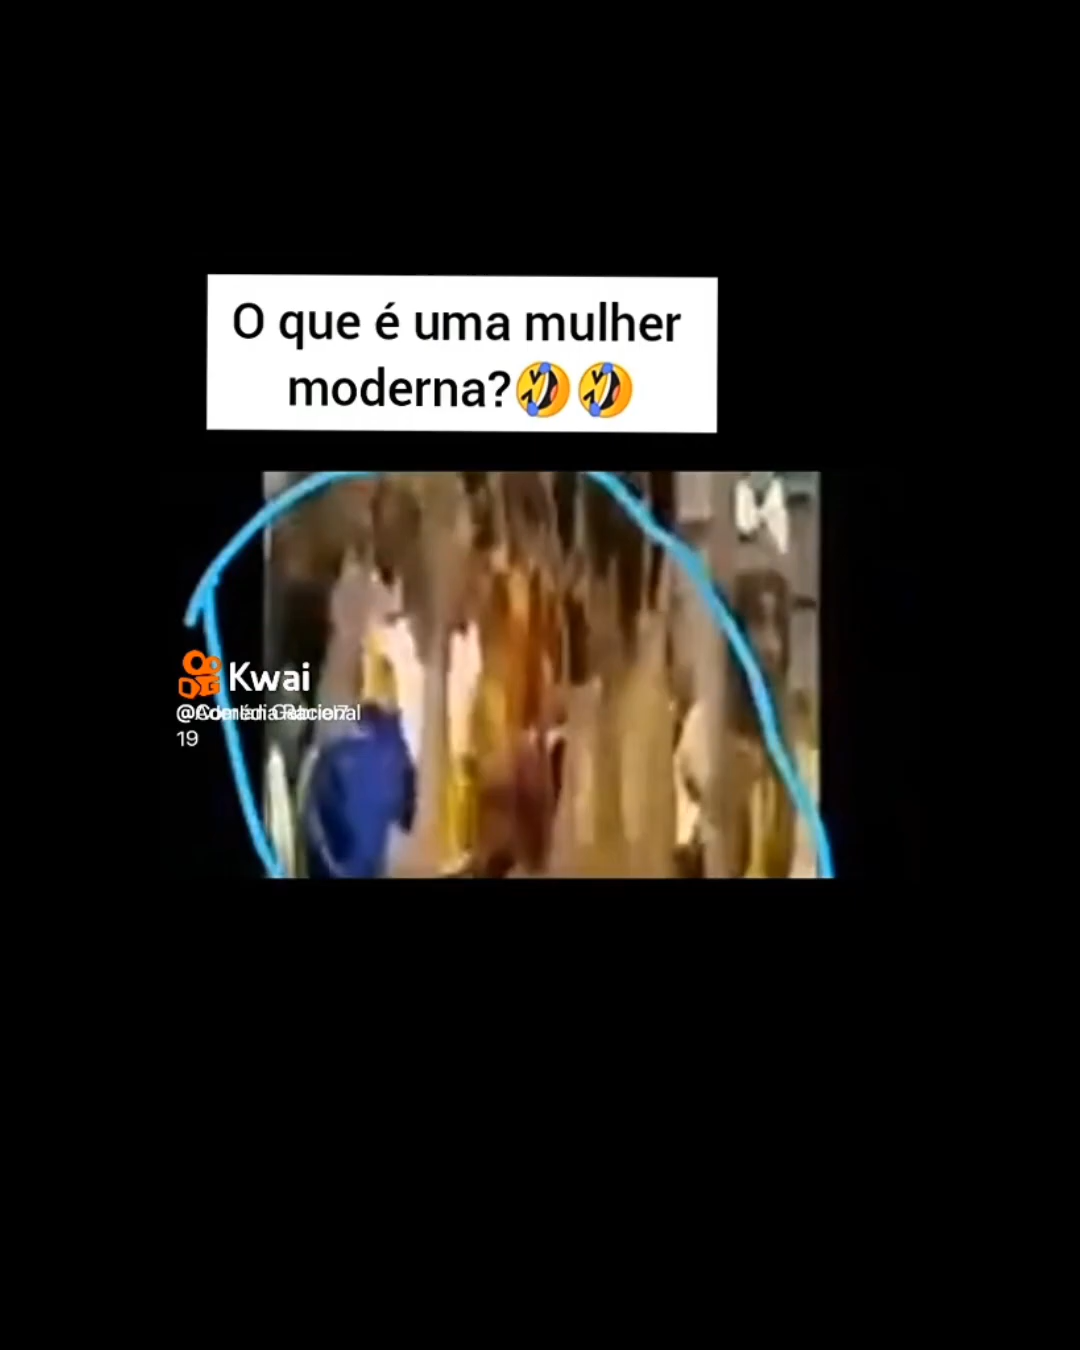 O que é uma mulher
moderna?🤣🤣
Kwai
19